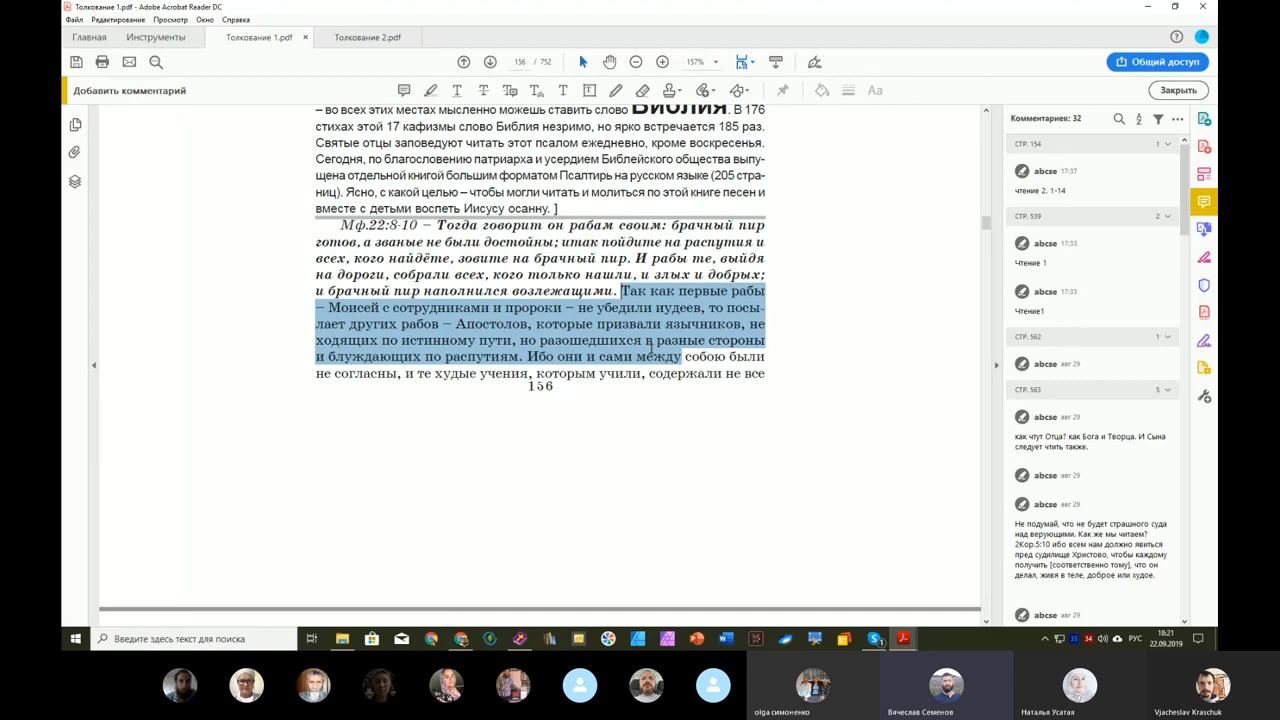 Толкование 1.pdf - Adobe Acrobat Reader DC
Файл Редактирование Просмотр Окно Справка
Главная Инструменты Толкование 1.pdf × Толкование 2.pdf
156 / 752 157%
Общий доступ
Добавить комментарий
Aa
Закрыть
– во всех этих местах мысленно можешь ставить слово БИБЛИЯ. В 176
стихах этой 17 кафизмы слово Библия незримо, но ярко встречается 185 раз.
Святые отцы заповедуют читать этот псалом ежедневно, кроме воскресенья.
Сегодня, по благословению патриарха и усердием Библейского общества выпу-
щена отдельной книгой большим форматом Псалтирь на русском языке (205 стра-
ниц). Ясно, с какой целью – чтобы могли читать и молиться по этой книге песен и
вместе с детьми воспеть Иисусу осанну. ]
Мф.22:8-10 – Тогда говорит он рабам своим: брачный пир
готов, а званые не были достойны; итак пойдите на распутия и
всех, кого найдёте, зовите на брачный пир. И рабы те, выйдя
на дороги, собрали всех, кого только нашли, и злых и добрых;
и брачный пир наполнился возлежащими. Так как первые рабы
– Моисей с сотрудниками и пророки – не убедили иудеев, то посы-
лает других рабов – Апостолов, которые призвали язычников, не
ходящих по истинному пути, но разошедшихся в разные стороны
и блуждающих по распутиям. Ибо они и сами между собою были
не согласны, и те худые учения, которым учили, содержали не все
156
Комментариев: 32
СТР. 154 1
abcse 17:37
чтение 2. 1-14
СТР. 539 2
abcse 17:33
Чтение 1
abcse 17:33
Чтение1
СТР. 562 1
abcse авг 29
СТР. 563 5
abcse авг 29
как чтут Отца? как Бога и Творца. И Сына
следует чтить также.
abcse авг 29
abcse авг 29
Не подумай, что не будет страшного суда
над верующими. Как же мы читаем?
2Кор.5:10 ибо всем нам должно явиться
пред судилище Христово, чтобы каждому
получить [соответственно тому], что он
делал, живя в теле, доброе или худое.
abcse авг 29
Введите здесь текст для поиска
33 34 РУС
18:21
22.09.2019
olga симоненко Вячеслав Семенов Наталья Усатая Vjacheslav Kraschuk